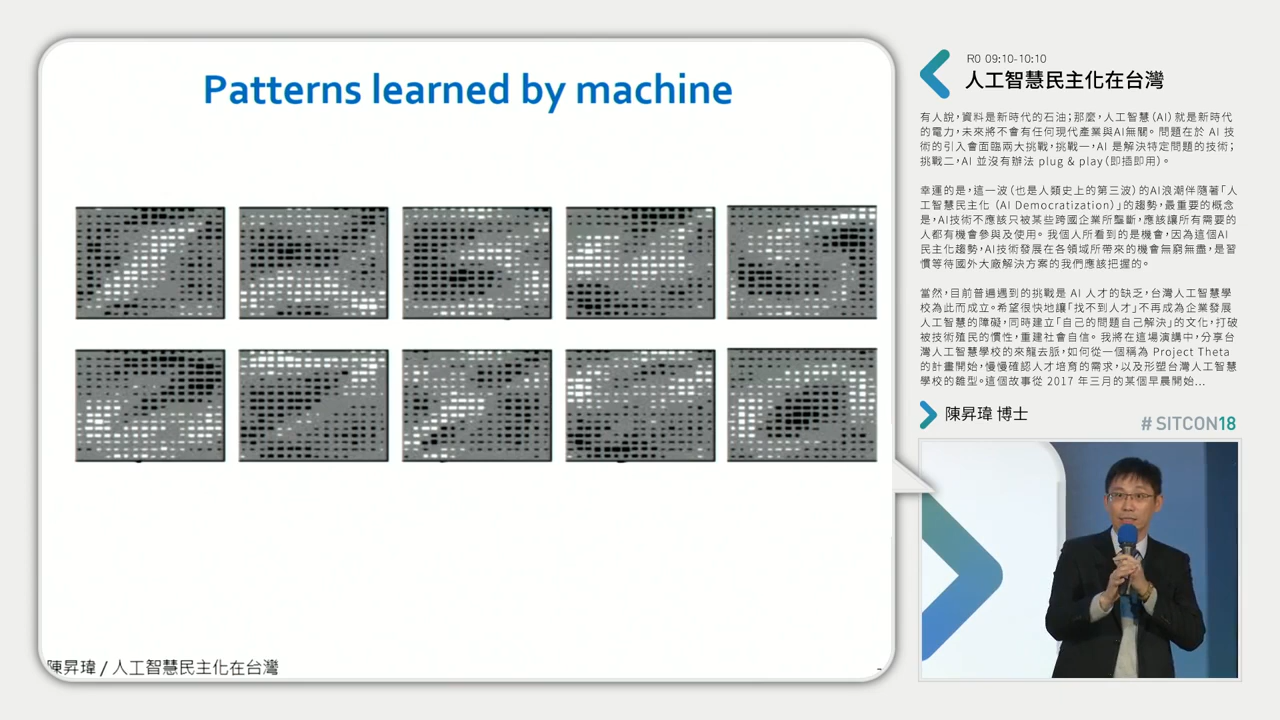 Patterns learned by machine
陳昇瑋 / 人工智慧民主化在台灣
R0 09:10-10:10
人工智慧民主化在台灣
有人說，資料是新時代的石油；那麼，人工智慧（AI）就是新時代
的電力，未來將不會有任何現代產業與AI無關。問題在於 AI 技
術的引入會面臨兩大挑戰，挑戰一，AI 是解決特定問題的技術；
挑戰二，AI 並沒有辦法 plug & play（即插即用）。
幸運的是，這一波（也是人類史上的第三波）的AI浪潮伴隨著「人
工智慧民主化（AI Democratization）」的趨勢，最重要的概念
是，AI技術不應該只被某些跨國企業所壟斷，應該讓所有需要的
人都有機會參與及使用。我個人所看到的是機會，因為這個AI
民主化趨勢，AI技術發展在各領域所帶來的機會無窮無盡，是習
慣等待國外大廠解決方案的我們應該把握的。
當然，目前普遍遇到的挑戰是 AI 人才的缺乏，台灣人工智慧學
校為此而成立。希望很快地讓「找不到人才」不再成為企業發展
人工智慧的障礙，同時建立「自己的問題自己解決」的文化，打破
被技術殖民的慣性，重建社會自信。我將在這場演講中，分享台
灣人工智慧學校的來龍去脈，如何從一個稱為 Project Theta
的計畫開始，慢慢確認人才培育的需求，以及形塑台灣人工智慧
學校的雛型。這個故事從 2017 年三月的某個早晨開始...
陳昇瑋 博士
# SITCON18